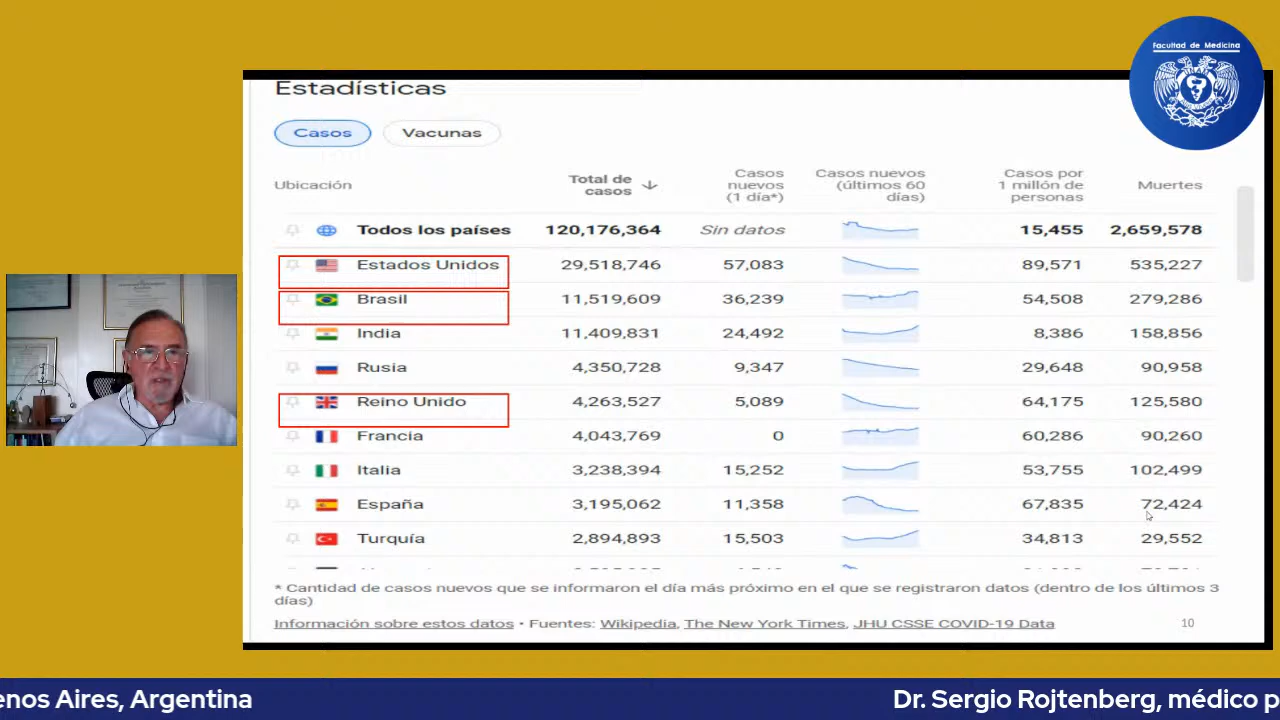 Facultad de Medicina
Estadísticas
Casos
Vacunas
Ubicación
Total de casos
Casos nuevos (1 día*)
Casos nuevos (últimos 60 días)
Casos por 1 millón de personas
Muertes
Todos los países 120,176,364 Sin datos 15,455 2,659,578
Estados Unidos 29,518,746 57,083 89,571 535,227
Brasil 11,519,609 36,239 54,508 279,286
India 11,409,831 24,492 8,386 158,856
Rusia 4,350,728 9,347 29,648 90,958
Reino Unido 4,263,527 5,089 64,175 125,580
Francia 4,043,769 0 60,286 90,260
Italia 3,238,394 15,252 53,755 102,499
España 3,195,062 11,358 67,835 72,424
Turquía 2,894,893 15,503 34,813 29,552
* Cantidad de casos nuevos que se informaron el día más próximo en el que se registraron datos (dentro de los últimos 3
días)
Información sobre estos datos • Fuentes: Wikipedia, The New York Times, JHU CSSE COVID-19 Data
10
enos Aires, Argentina
Dr. Sergio Rojtenberg, médico p